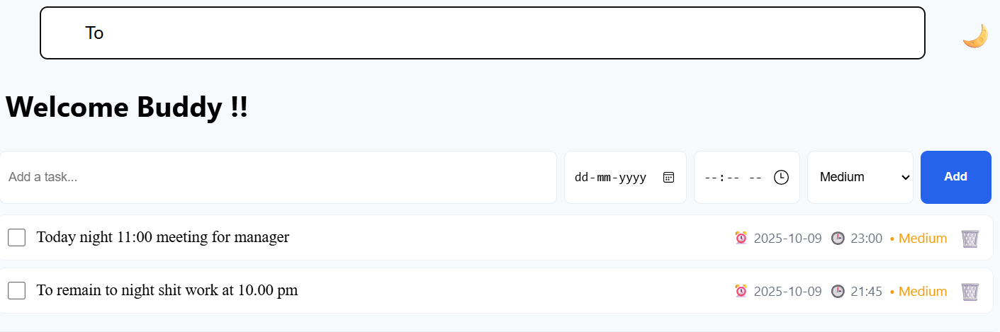 To
Welcome Buddy !!
Add a task... dd-mm-yyyy --:-- -- Medium Add
Today night 11:00 meeting for manager 2025-10-09 23:00 • Medium
To remain to night shit work at 10.00 pm 2025-10-09 21:45 • Medium